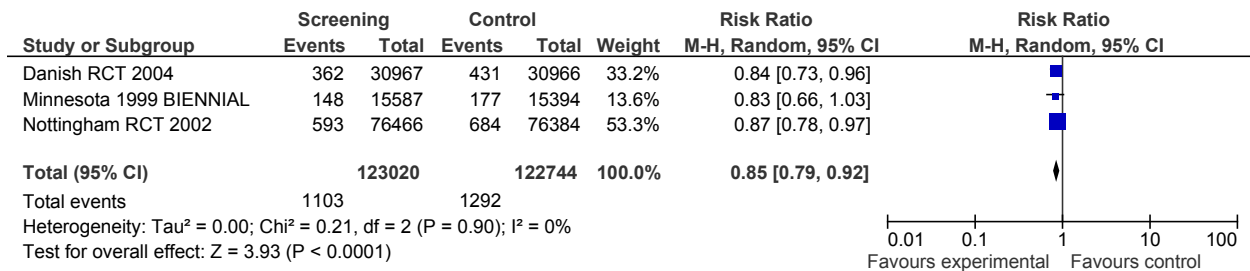 Screening Control Risk Ratio Risk Ratio
Study or Subgroup Events Total Events Total Weight M-H, Random, 95% CI M-H, Random, 95% CI
Danish RCT 2004 362 30967 431 30966 33.2% 0.84 [0.73, 0.96]
Minnesota 1999 BIENNIAL 148 15587 177 15394 13.6% 0.83 [0.66, 1.03]
Nottingham RCT 2002 593 76466 684 76384 53.3% 0.87 [0.78, 0.97]
Total (95% CI) 123020 122744 100.0% 0.85 [0.79, 0.92]
Total events 1103 1292
Heterogeneity: Tau² = 0.00; Chi² = 0.21, df = 2 (P = 0.90); I² = 0%
Test for overall effect: Z = 3.93 (P < 0.0001)
0.01 0.1 1 10 100
Favours experimental Favours control